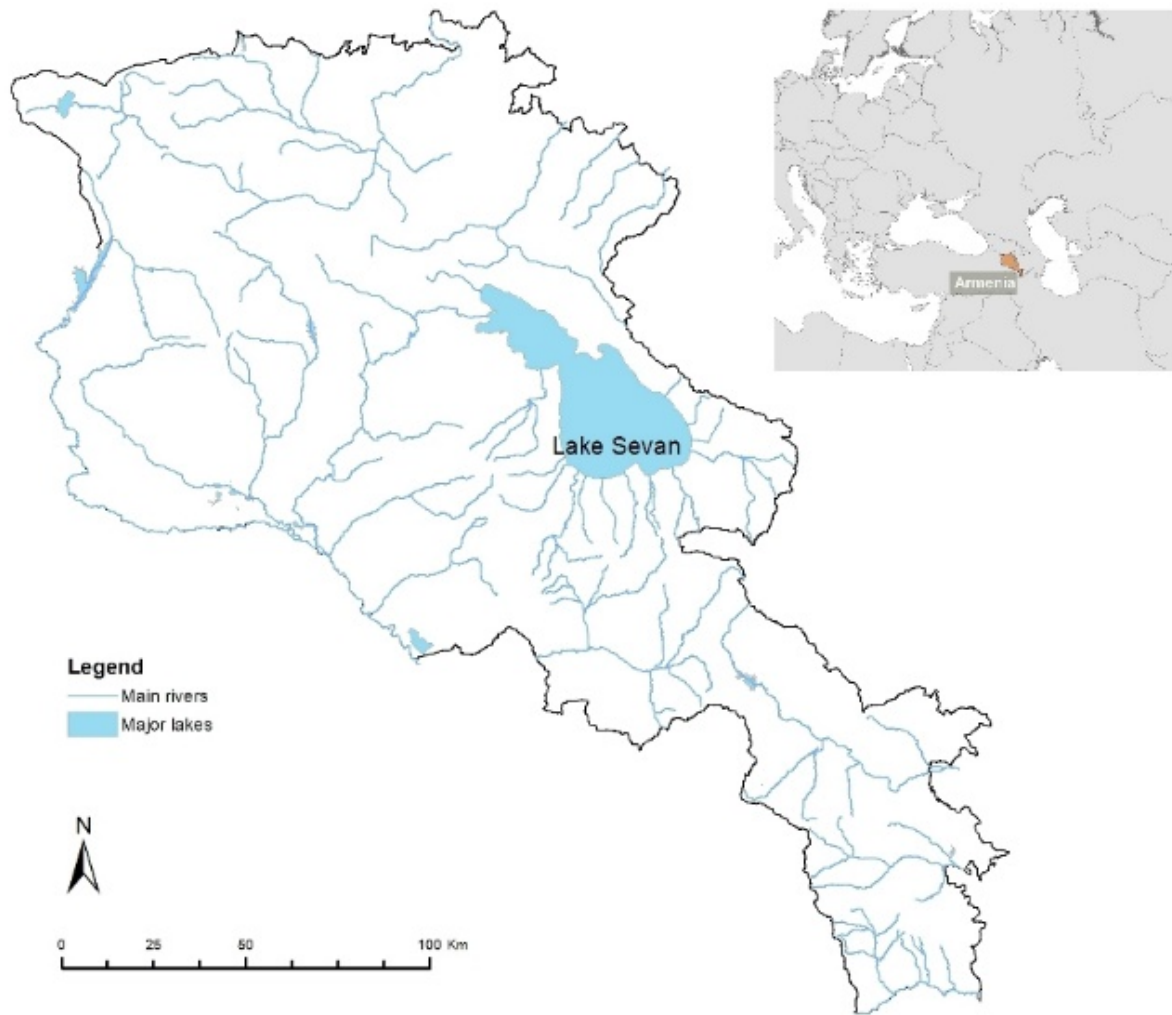 Armenia
Lake Sevan
Legend
Main rivers
Major lakes
N
0 25 50 100 Km